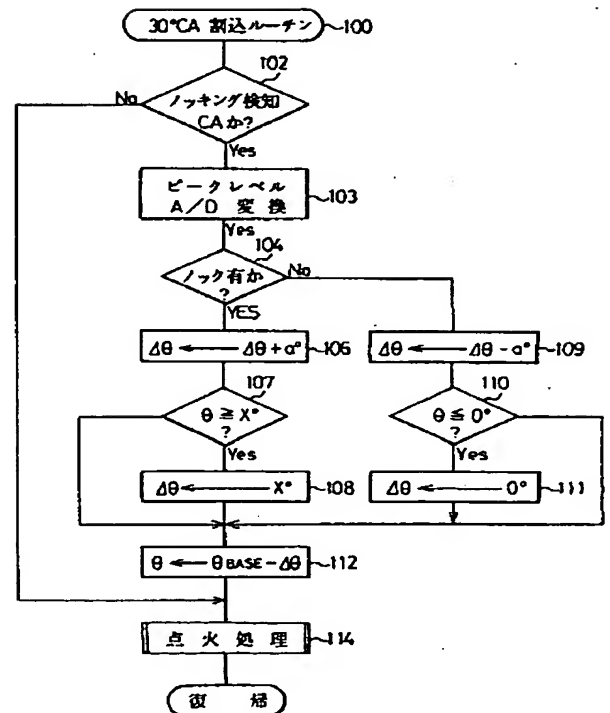 30°CA 割込ルーチン
100
102
No
ノッキング検知
CAか?
Yes
ピークレベル
A/D 変換
103
Yes
104
ノック有か
?
No
YES
Δθ ← Δθ+a°
106
Δθ ← Δθ-a°
109
107
θ ≧ X°
?
110
θ ≦ 0°
?
Yes
Yes
Δθ ← X°
108
Δθ ← 0°
111
θ ← θBASE-Δθ
112
点火処理
114
復 帰